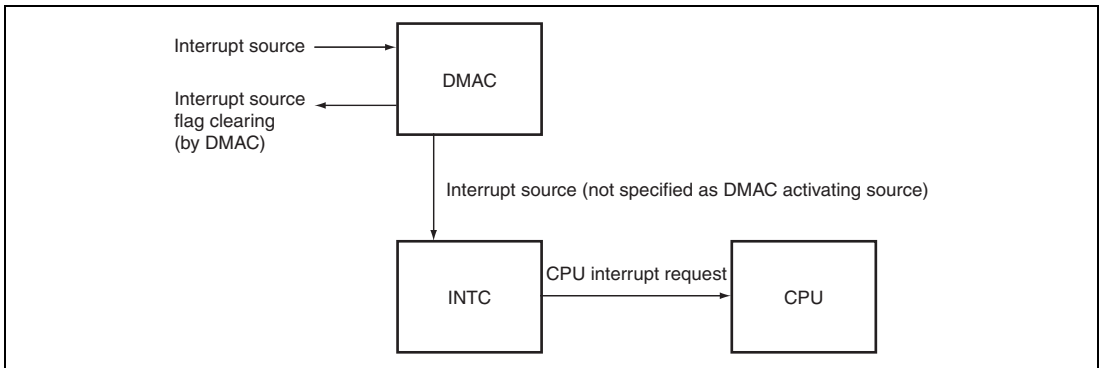 Interrupt source
DMAC
Interrupt source
flag clearing
(by DMAC)
Interrupt source (not specified as DMAC activating source)
CPU interrupt request
INTC
CPU